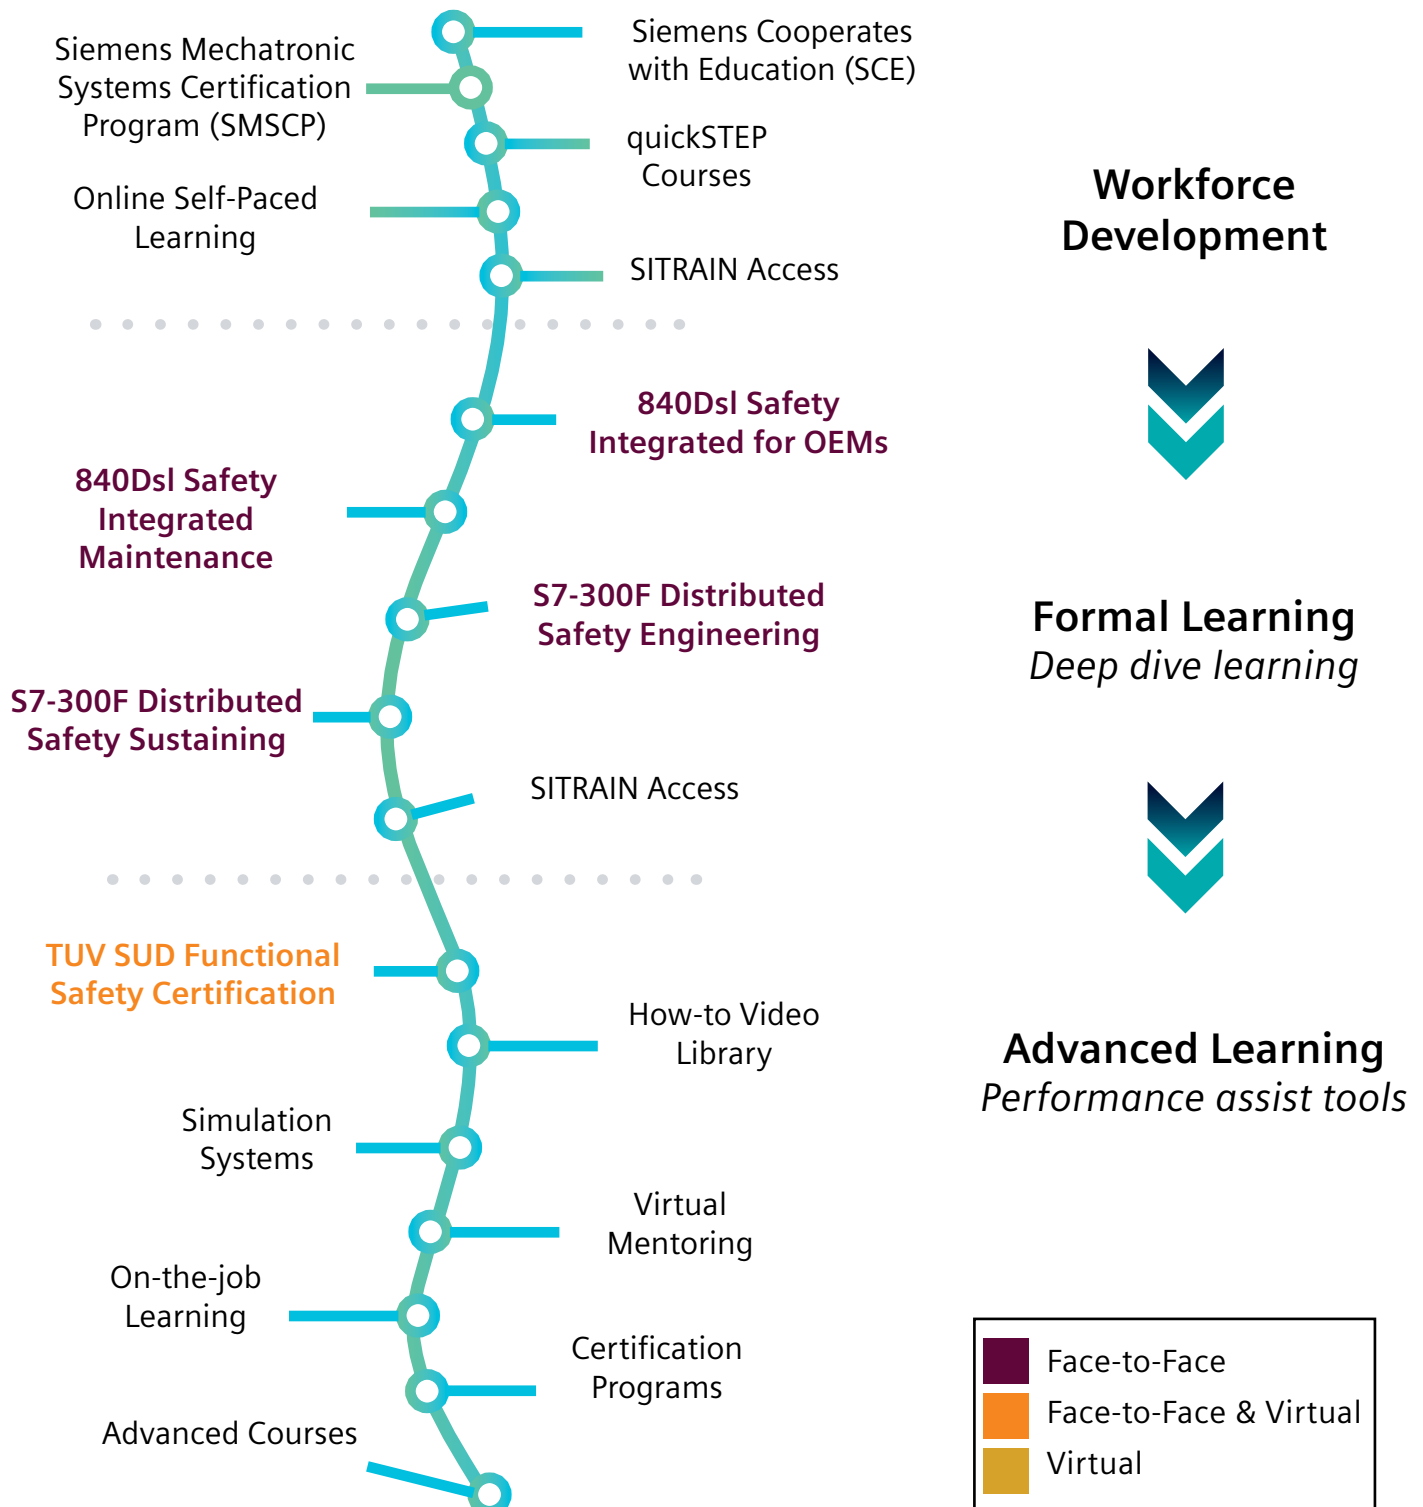 Siemens Cooperates
with Education (SCE)
Siemens Mechatronic
Systems Certification
Program (SMSCP)
quickSTEP
Courses
Online Self-Paced
Learning
SITRAIN Access
Workforce
Development
840Dsl Safety
Integrated for OEMs
840Dsl Safety
Integrated
Maintenance
S7-300F Distributed
Safety Engineering
S7-300F Distributed
Safety Sustaining
SITRAIN Access
Formal Learning
Deep dive learning
TUV SUD Functional
Safety Certification
How-to Video
Library
Simulation
Systems
Virtual
Mentoring
On-the-job
Learning
Certification
Programs
Advanced Courses
Advanced Learning
Performance assist tools
Face-to-Face
Face-to-Face & Virtual
Virtual